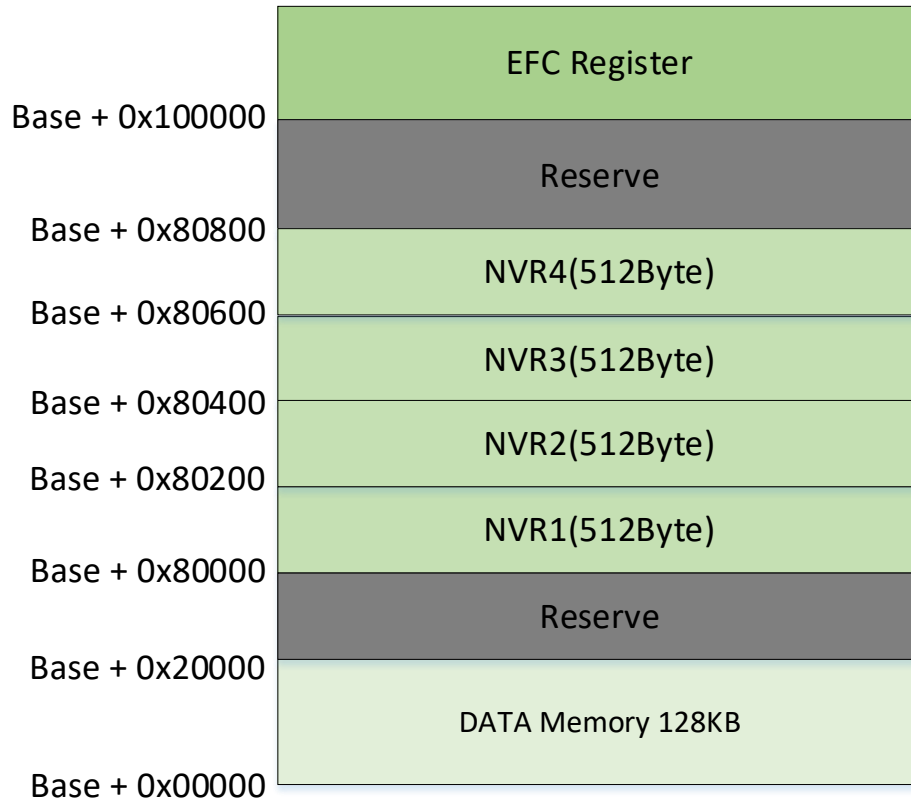 EFC Register
Base + 0x100000
Reserve
Base + 0x80800
NVR4(512Byte)
Base + 0x80600
NVR3(512Byte)
Base + 0x80400
NVR2(512Byte)
Base + 0x80200
NVR1(512Byte)
Base + 0x80000
Reserve
Base + 0x20000
DATA Memory 128KB
Base + 0x00000